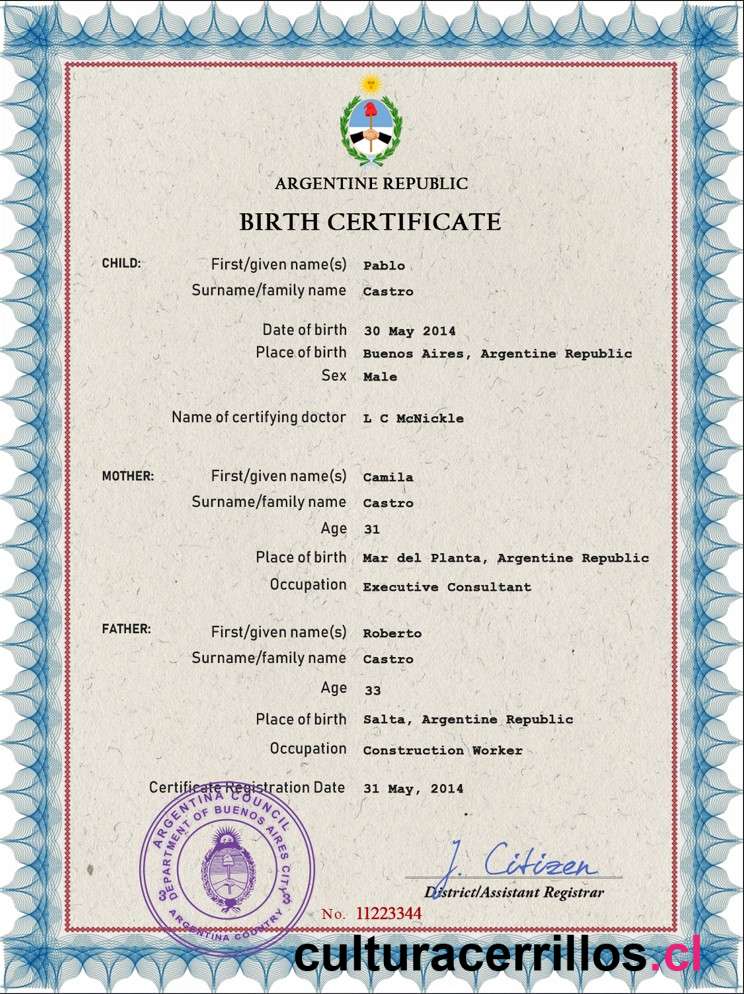 ARGENTINE REPUBLIC
BIRTH CERTIFICATE
CHILD: First/given name(s) Pablo
Surname/family name Castro
Date of birth 30 May 2014
Place of birth Buenos Aires, Argentine Republic
Sex Male
Name of certifying doctor L C McNickle
MOTHER: First/given name(s) Camila
Surname/family name Castro
Age 31
Place of birth Mar del Planta, Argentine Republic
Occupation Executive Consultant
FATHER: First/given name(s) Roberto
Surname/family name Castro
Age 33
Place of birth Salta, Argentine Republic
Occupation Construction Worker
Certificate Registration Date 31 May, 2014
ARGENTINA COUNCIL
DEPARTMENT OF BUENOS AIRES CITY
3 3
ARGENTINA COUNTRY
J. Citizen
District/Assistant Registrar
No. 11223344
culturacerrillos.cl